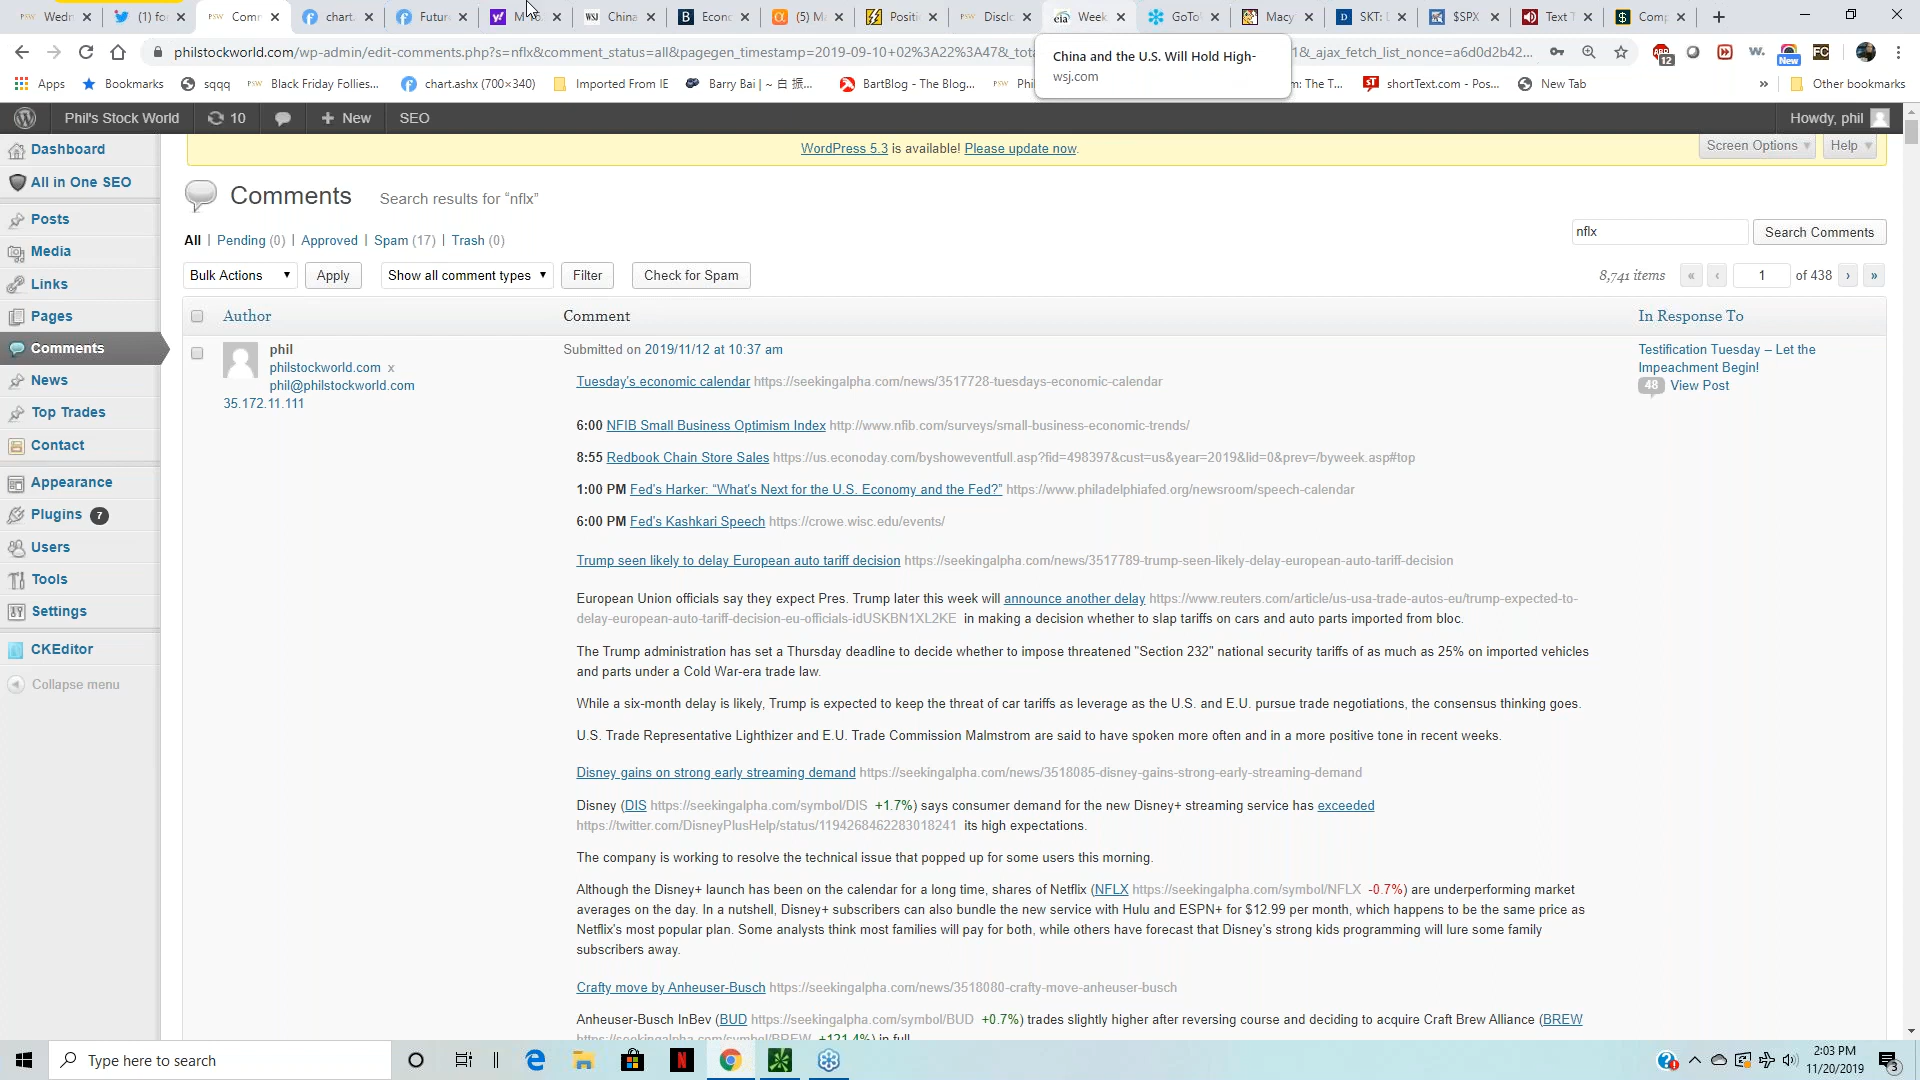 Wedn
(1) fo
Comm
chart.
Futur
M
China
Econ
(5) M
Positi
Discl
Week
GoTo
Macy
SKT:
$SPX
Text T
Comp
philstockworld.com/wp-admin/edit-comments.php?s=nflx&comment_status=all&pagegen_timestamp=2019-09-10+02%3A22%3A47&_tota
1&_ajax_fetch_list_nonce=a6d0d2b42...
China and the U.S. Will Hold High-
wsj.com
Apps
Bookmarks
sqqq
Black Friday Follies...
chart.ashx (700×340)
Imported From IE
Barry Bai | ~ 白 振...
BartBlog - The Blog...
Phi
m: The T...
shortText.com - Pos...
New Tab
»
Other bookmarks
Phil's Stock World
10
New
SEO
Howdy, phil
WordPress 5.3 is available! Please update now.
Screen Options
Help
Dashboard
All in One SEO
Posts
Media
Links
Pages
Comments
News
Top Trades
Contact
Appearance
Plugins 7
Users
Tools
Settings
CKEditor
Collapse menu
Comments Search results for “nflx”
All | Pending (0) | Approved | Spam (17) | Trash (0)
nflx
Search Comments
Bulk Actions
Apply
Show all comment types
Filter
Check for Spam
8,741 items « ‹ 1 of 438 › »
Author
Comment
In Response To
phil
philstockworld.com x
phil@philstockworld.com
35.172.11.111
Submitted on 2019/11/12 at 10:37 am
Testification Tuesday – Let the
Impeachment Begin!
48 View Post
Tuesday's economic calendar https://seekingalpha.com/news/3517728-tuesdays-economic-calendar
6:00 NFIB Small Business Optimism Index http://www.nfib.com/surveys/small-business-economic-trends/
8:55 Redbook Chain Store Sales https://us.econoday.com/byshoweventfull.asp?fid=498397&cust=us&year=2019&lid=0&prev=/byweek.asp#top
1:00 PM Fed's Harker: “What's Next for the U.S. Economy and the Fed?” https://www.philadelphiafed.org/newsroom/speech-calendar
6:00 PM Fed's Kashkari Speech https://crowe.wisc.edu/events/
Trump seen likely to delay European auto tariff decision https://seekingalpha.com/news/3517789-trump-seen-likely-delay-european-auto-tariff-decision
European Union officials say they expect Pres. Trump later this week will announce another delay https://www.reuters.com/article/us-usa-trade-autos-eu/trump-expected-to-
delay-european-auto-tariff-decision-eu-officials-idUSKBN1XL2KE in making a decision whether to slap tariffs on cars and auto parts imported from bloc.
The Trump administration has set a Thursday deadline to decide whether to impose threatened "Section 232" national security tariffs of as much as 25% on imported vehicles
and parts under a Cold War-era trade law.
While a six-month delay is likely, Trump is expected to keep the threat of car tariffs as leverage as the U.S. and E.U. pursue trade negotiations, the consensus thinking goes.
U.S. Trade Representative Lighthizer and E.U. Trade Commission Malmstrom are said to have spoken more often and in a more positive tone in recent weeks.
Disney gains on strong early streaming demand https://seekingalpha.com/news/3518085-disney-gains-strong-early-streaming-demand
Disney (DIS https://seekingalpha.com/symbol/DIS +1.7%) says consumer demand for the new Disney+ streaming service has exceeded
https://twitter.com/DisneyPlusHelp/status/1194268462283018241 its high expectations.
The company is working to resolve the technical issue that popped up for some users this morning.
Although the Disney+ launch has been on the calendar for a long time, shares of Netflix (NFLX https://seekingalpha.com/symbol/NFLX -0.7%) are underperforming market
averages on the day. In a nutshell, Disney+ subscribers can also bundle the new service with Hulu and ESPN+ for $12.99 per month, which happens to be the same price as
Netflix's most popular plan. Some analysts think most families will pay for both, while others have forecast that Disney's strong kids programming will lure some family
subscribers away.
Crafty move by Anheuser-Busch https://seekingalpha.com/news/3518080-crafty-move-anheuser-busch
Anheuser-Busch InBev (BUD https://seekingalpha.com/symbol/BUD +0.7%) trades slightly higher after reversing course and deciding to acquire Craft Brew Alliance (BREW
https://seekingalpha.com/symbol/BREW +121.4%) in full.
Type here to search
2:03 PM
11/20/2019
3